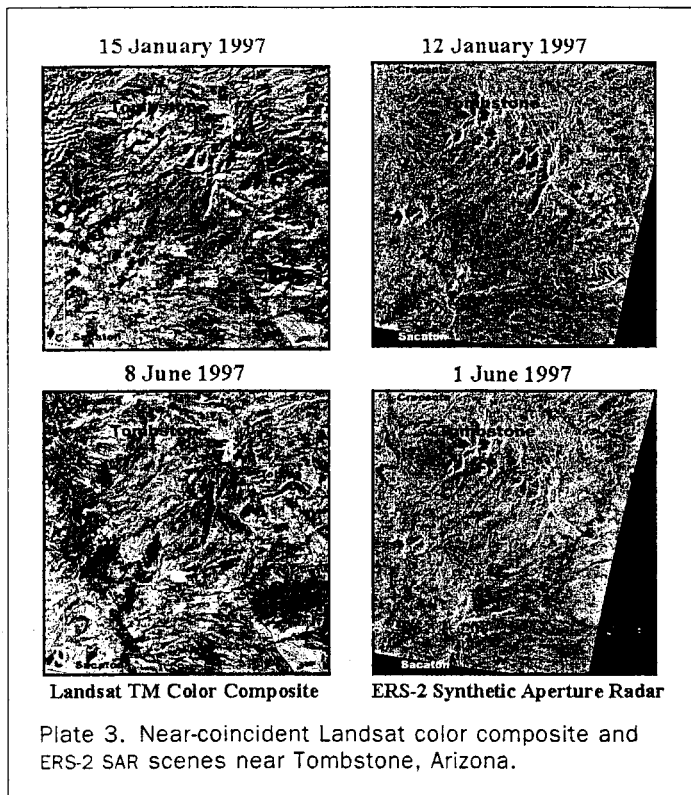 15 January 1997
12 January 1997
Tombstone
Tombstone
Sacaton
Sacaton
8 June 1997
1 June 1997
Tombstone
Tombstone
Sacaton
Sacaton
Landsat TM Color Composite
ERS-2 Synthetic Aperture Radar
Plate 3. Near-coincident Landsat color composite and
ERS-2 SAR scenes near Tombstone, Arizona.